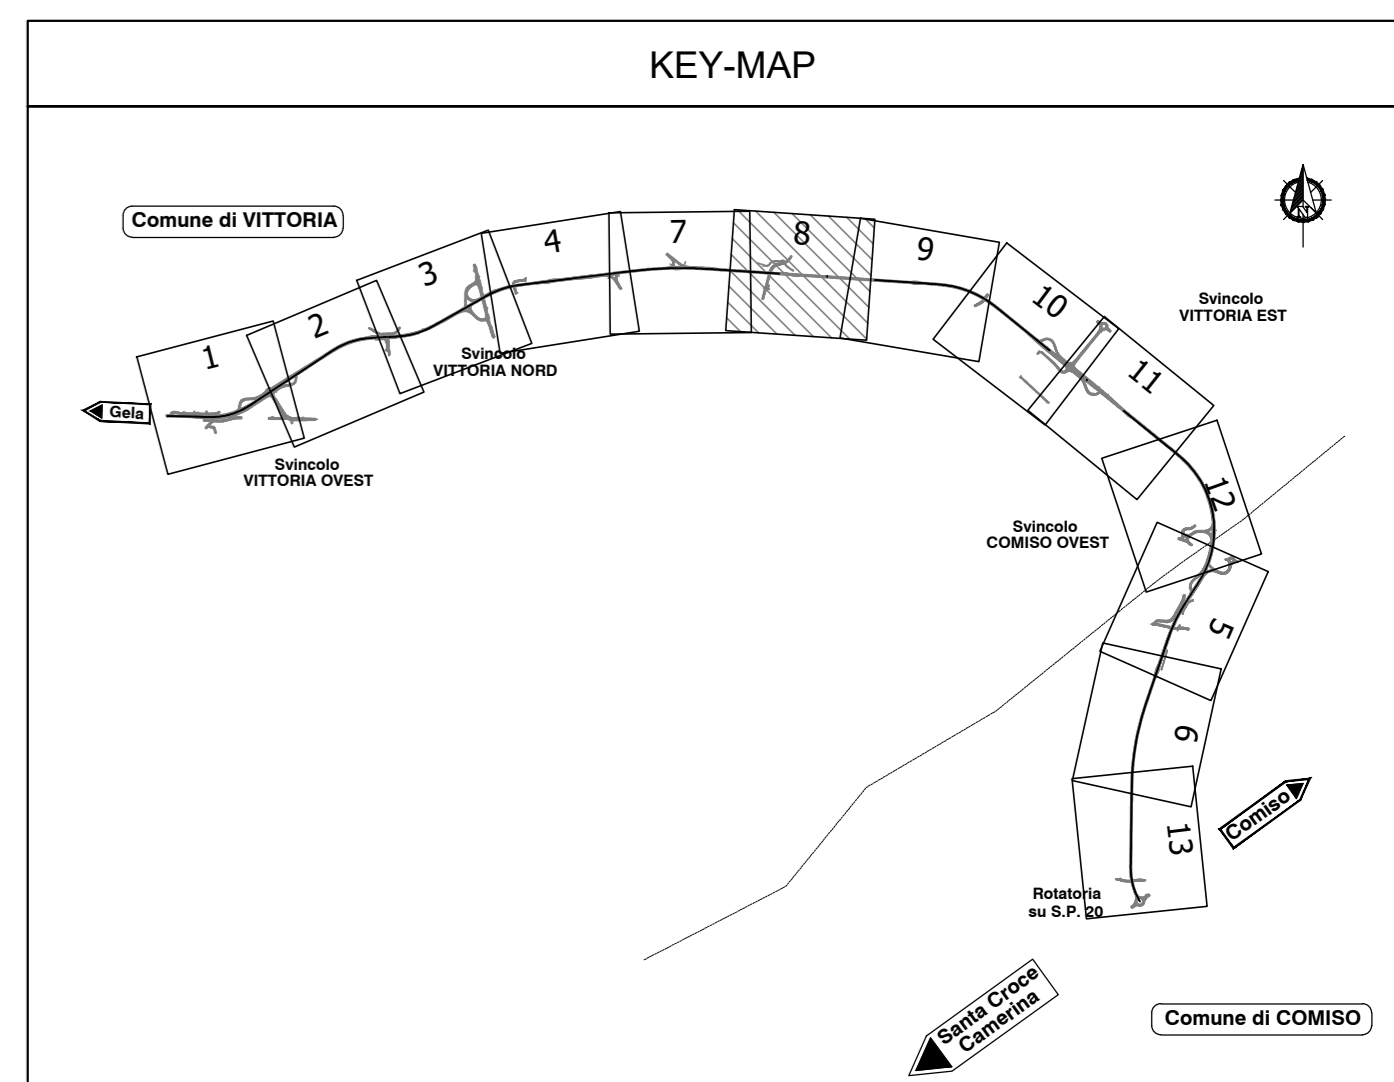 KEY-MAP
Comune di VITTORIA
1
2
3
4
7
8
9
10
11
12
5
6
13
N
Gela
Svincolo
VITTORIA OVEST
Svincolo
VITTORIA NORD
Svincolo
VITTORIA EST
Svincolo
COMISO OVEST
Comiso
Rotatoria
su S.P. 20
Santa Croce
Camerina
Comune di COMISO